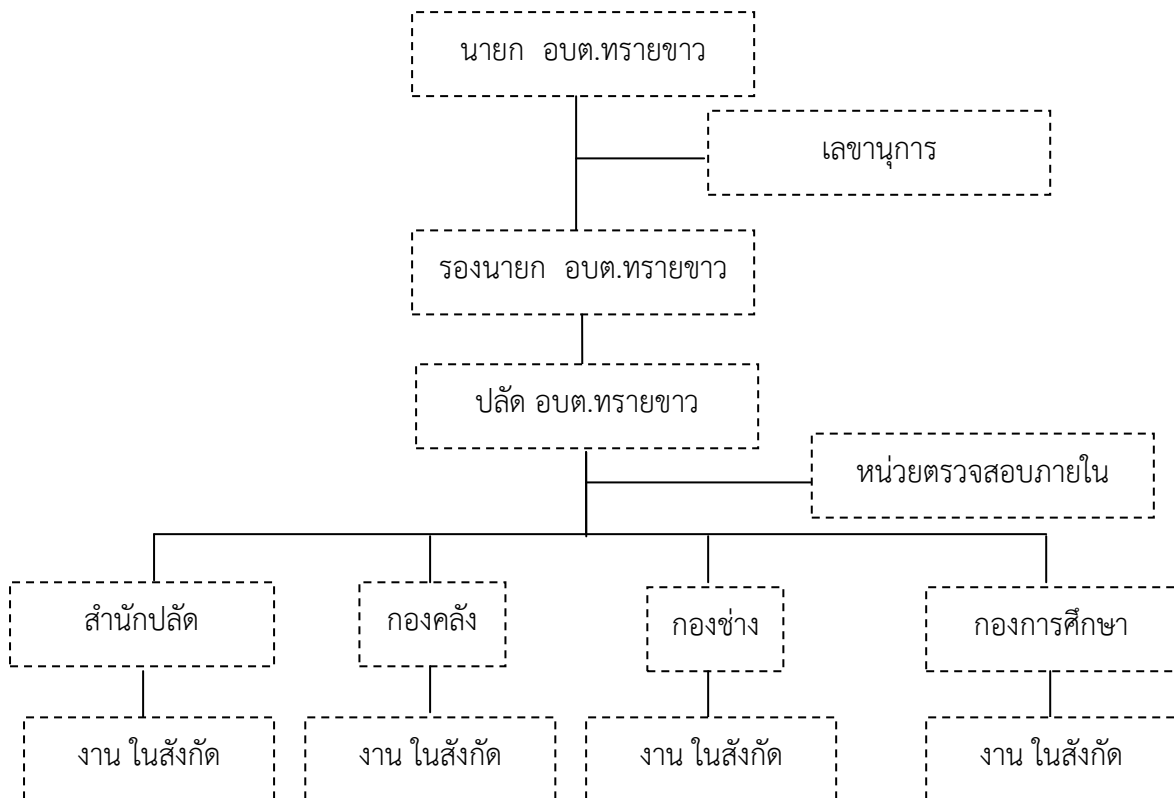 นายก  อบต.ทรายขาว
เลขานุการ
รองนายก  อบต.ทรายขาว
ปลัด อบต.ทรายขาว
หน่วยตรวจสอบภายใน
สำนักปลัด
กองคลัง
กองช่าง
กองการศึกษา
งาน ในสังกัด
งาน ในสังกัด
งาน ในสังกัด
งาน ในสังกัด